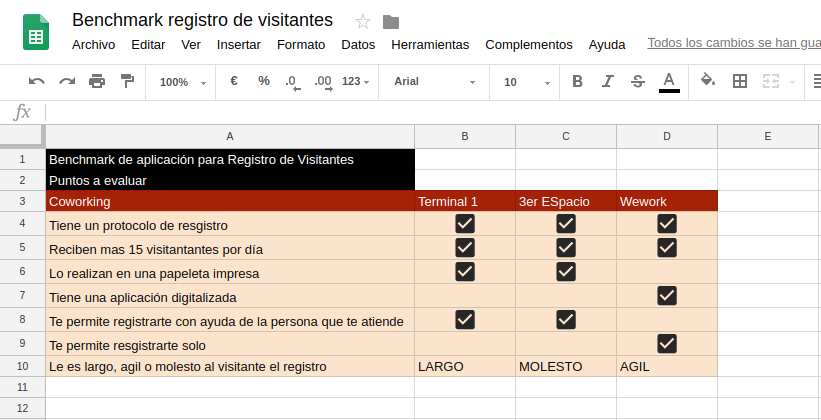 Benchmark registro de visitantes
Archivo Editar Ver Insertar Formato Datos Herramientas Complementos Ayuda Todos los cambios se han gua
100% € % .0 .00 123 Arial 10 B I S A
fx
A B C D E
1 Benchmark de aplicación para Registro de Visitantes
2 Puntos a evaluar
3 Coworking Terminal 1 3er ESpacio Wework
4 Tiene un protocolo de resgistro
5 Reciben mas 15 visitantantes por día
6 Lo realizan en una papeleta impresa
7 Tiene una aplicación digitalizada
8 Te permite registrarte con ayuda de la persona que te atiende
9 Te permite resgistrarte solo
10 Le es largo, agil o molesto al visitante el registro LARGO MOLESTO AGIL
11
12